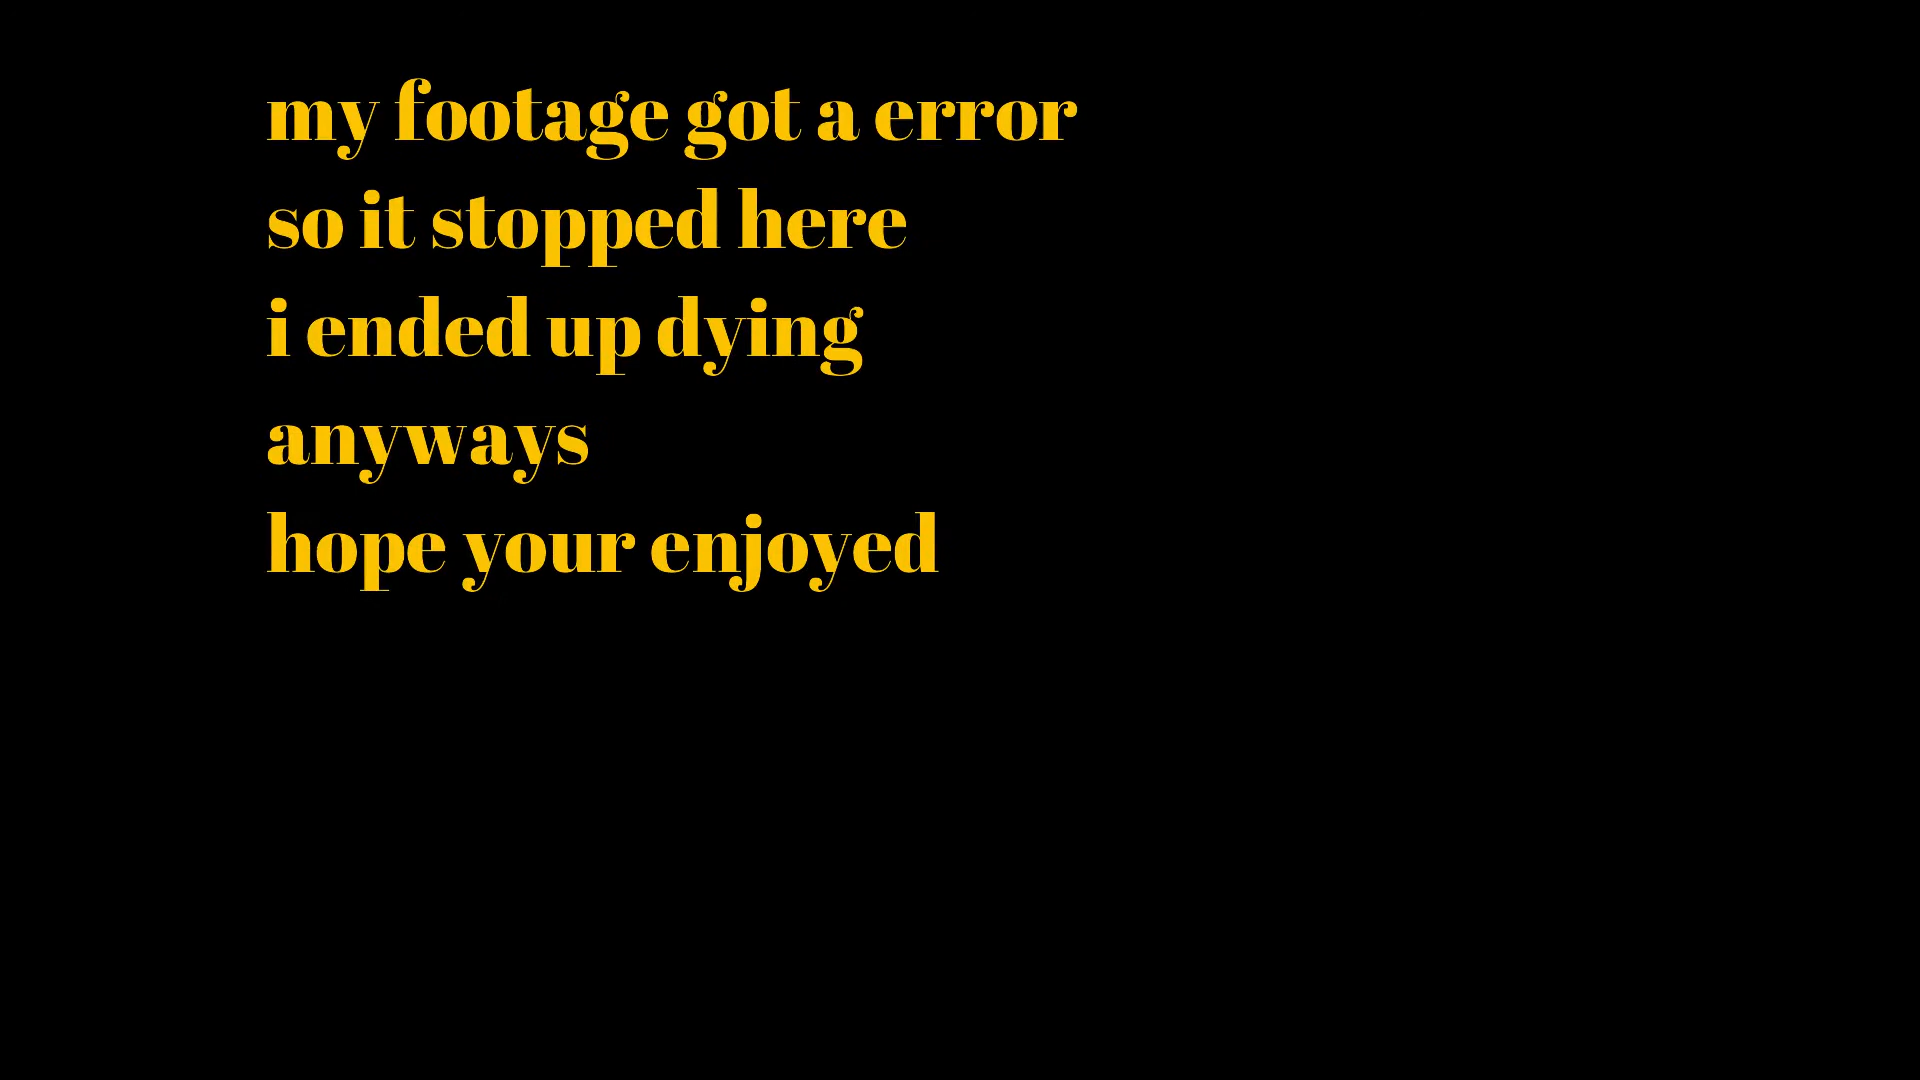 my footage got a error
so it stopped here
i ended up dying
anyways
hope your enjoyed